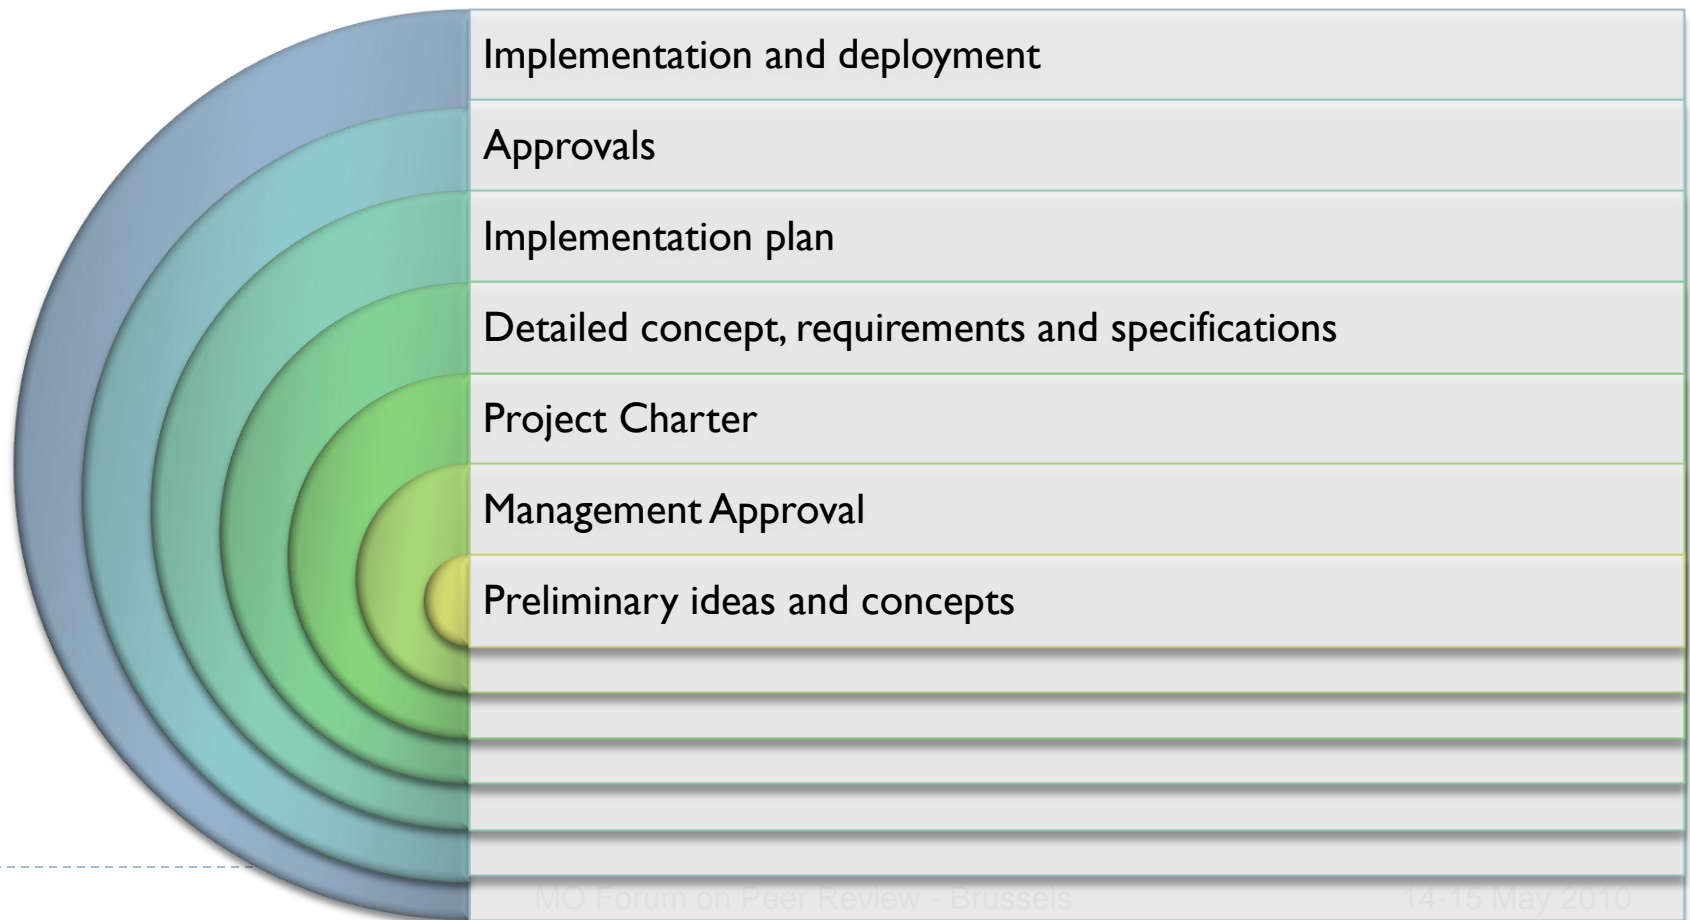 Implementation and deployment
Approvals
Implementation plan
Detailed concept, requirements and specifications
Project Charter
Management Approval
Preliminary ideas and concepts
MO Forum on Peer Review - Brussels
14-15 May 2010